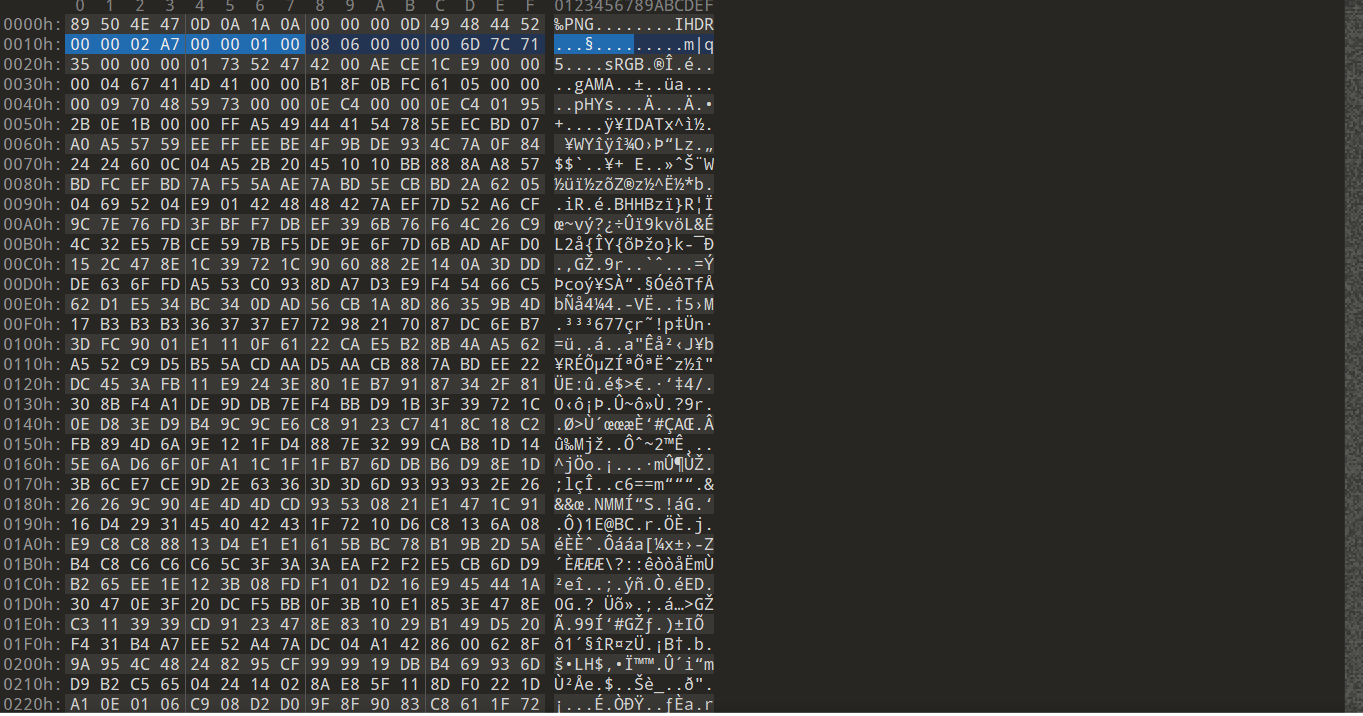 0 1 2 3 4 5 6 7 8 9 A B C D E F 0123456789ABCDEF
0000h: 89 50 4E 47 0D 0A 1A 0A 00 00 00 0D 49 48 44 52 ‰PNG........IHDR
0010h: 00 00 02 A7 00 00 01 00 08 06 00 00 00 6D 7C 71 ...§.........m|q
0020h: 35 00 00 00 01 73 52 47 42 00 AE CE 1C E9 00 00 5....sRGB.®Î.é..
0030h: 00 04 67 41 4D 41 00 00 B1 8F 0B FC 61 05 00 00 ..gAMA..±..üa...
0040h: 00 09 70 48 59 73 00 00 0E C4 00 00 0E C4 01 95 ..pHYs...Ä...Ä.•
0050h: 2B 0E 1B 00 00 FF A5 49 44 41 54 78 5E EC BD 07 +....ÿ¥IDATx^ì½.
0060h: A0 A5 57 59 EE FF EE BE 4F 9B DE 93 4C 7A 0F 84 ¥WYîÿî¾O›Þ“Lz.„
0070h: 24 24 60 0C 04 A5 2B 20 45 10 10 BB 88 8A A8 57 $$`..¥+ E..»ˆŠ¨W
0080h: BD FC EF BD 7A F5 5A AE 7A BD 5E CB BD 2A 62 05 ½üï½zõZ®z½^Ë½*b.
0090h: 04 69 52 04 E9 01 42 48 48 42 7A EF 7D 52 A6 CF .iR.é.BHHBzï}R¦Ï
00A0h: 9C 7E 76 FD 3F BF F7 DB EF 39 6B 76 F6 4C 26 C9 œ~vý?¿÷Ûï9kvöL&É
00B0h: 4C 32 E5 7B CE 59 7B F5 DE 9E 6F 7D 6B AD AF D0 L2å{ÎY{õÞžo}k-¯Ð
00C0h: 15 2C 47 8E 1C 39 72 1C 90 60 88 2E 14 0A 3D DD .,GŽ.9r..`ˆ...=Ý
00D0h: DE 63 6F FD A5 53 C0 93 8D A7 D3 E9 F4 54 66 C5 Þcoý¥SÀ“.§ÓéôTfÅ
00E0h: 62 D1 E5 34 BC 34 0D AD 56 CB 1A 8D 86 35 9B 4D bÑå4¼4.-VË..†5›M
00F0h: 17 B3 B3 B3 36 37 37 E7 72 98 21 70 87 DC 6E B7 .³³³677çr˜!p‡Ün·
0100h: 3D FC 90 01 E1 11 0F 61 22 CA E5 B2 8B 4A A5 62 =ü..á..a"Êå²‹J¥b
0110h: A5 52 C9 D5 B5 5A CD AA D5 AA CB 88 7A BD EE 22 ¥RÉÕµZÍªÕªËˆz½î"
0120h: DC 45 3A FB 11 E9 24 3E 80 1E B7 91 87 34 2F 81 ÜE:û.é$>€.·‘‡4/.
0130h: 30 8B F4 A1 DE 9D DB 7E F4 BB D9 1B 3F 39 72 1C 0‹ô¡Þ.Û~ô»Ù.?9r.
0140h: 0E D8 3E D9 B4 9C 9C E6 C8 91 23 C7 41 8C 18 C2 .Ø>Ù´œœæÈ‘#ÇAŒ.Â
0150h: FB 89 4D 6A 9E 12 1F D4 88 7E 32 99 CA B8 1D 14 û‰Mjž..Ôˆ~2™Ê¸..
0160h: 5E 6A D6 6F 0F A1 1C 1F 1F B7 6D DB B6 D9 8E 1D ^jÖo.¡...·mÛ¶ÙŽ.
0170h: 3B 6C E7 CE 9D 2E 63 36 3D 3D 6D 93 93 93 2E 26 ;lçÎ..c6==m“““.&
0180h: 26 26 9C 90 4E 4D 4D CD 93 53 08 21 E1 47 1C 91 &&œ.NMMÍ“S.!áG.‘
0190h: 16 D4 29 31 45 40 42 43 1F 72 10 D6 C8 13 6A 08 .Ô)1E@BC.r.ÖÈ.j.
01A0h: E9 C8 C8 88 13 D4 E1 E1 61 5B BC 78 B1 9B 2D 5A éÈÈˆ.Ôááa[¼x±›-Z
01B0h: B4 C8 C6 C6 C6 5C 3F 3A 3A EA F2 F2 E5 CB 6D D9 ´ÈÆÆÆ\?::êòòåËmÙ
01C0h: B2 65 EE 1E 12 3B 08 FD F1 01 D2 16 E9 45 44 1A ²eî..;.ýñ.Ò.éED.
01D0h: 30 47 0E 3F 20 DC F5 BB 0F 3B 10 E1 85 3E 47 8E 0G.? Üõ».;.á…>GŽ
01E0h: C3 11 39 39 CD 91 23 47 8E 83 10 29 B1 49 D5 20 Ã.99Í‘#GŽƒ.)±IÕ
01F0h: F4 31 B4 A7 EE 52 A4 7A DC 04 A1 42 86 00 62 8F ô1´§îR¤zÜ.¡B†.b.
0200h: 9A 95 4C 48 24 82 95 CF 99 99 19 DB B4 69 93 6D š•LH$‚•Ï™™.Û´i“m
0210h: D9 B2 C5 65 04 24 14 02 8A E8 5F 11 8D F0 22 1D Ù²Åe.$..Šè_..ð".
0220h: A1 0E 01 06 C9 08 D2 D0 9F 8F 90 83 C8 61 1F 72 ¡...É.ÒÐŸ..ƒÈa.r